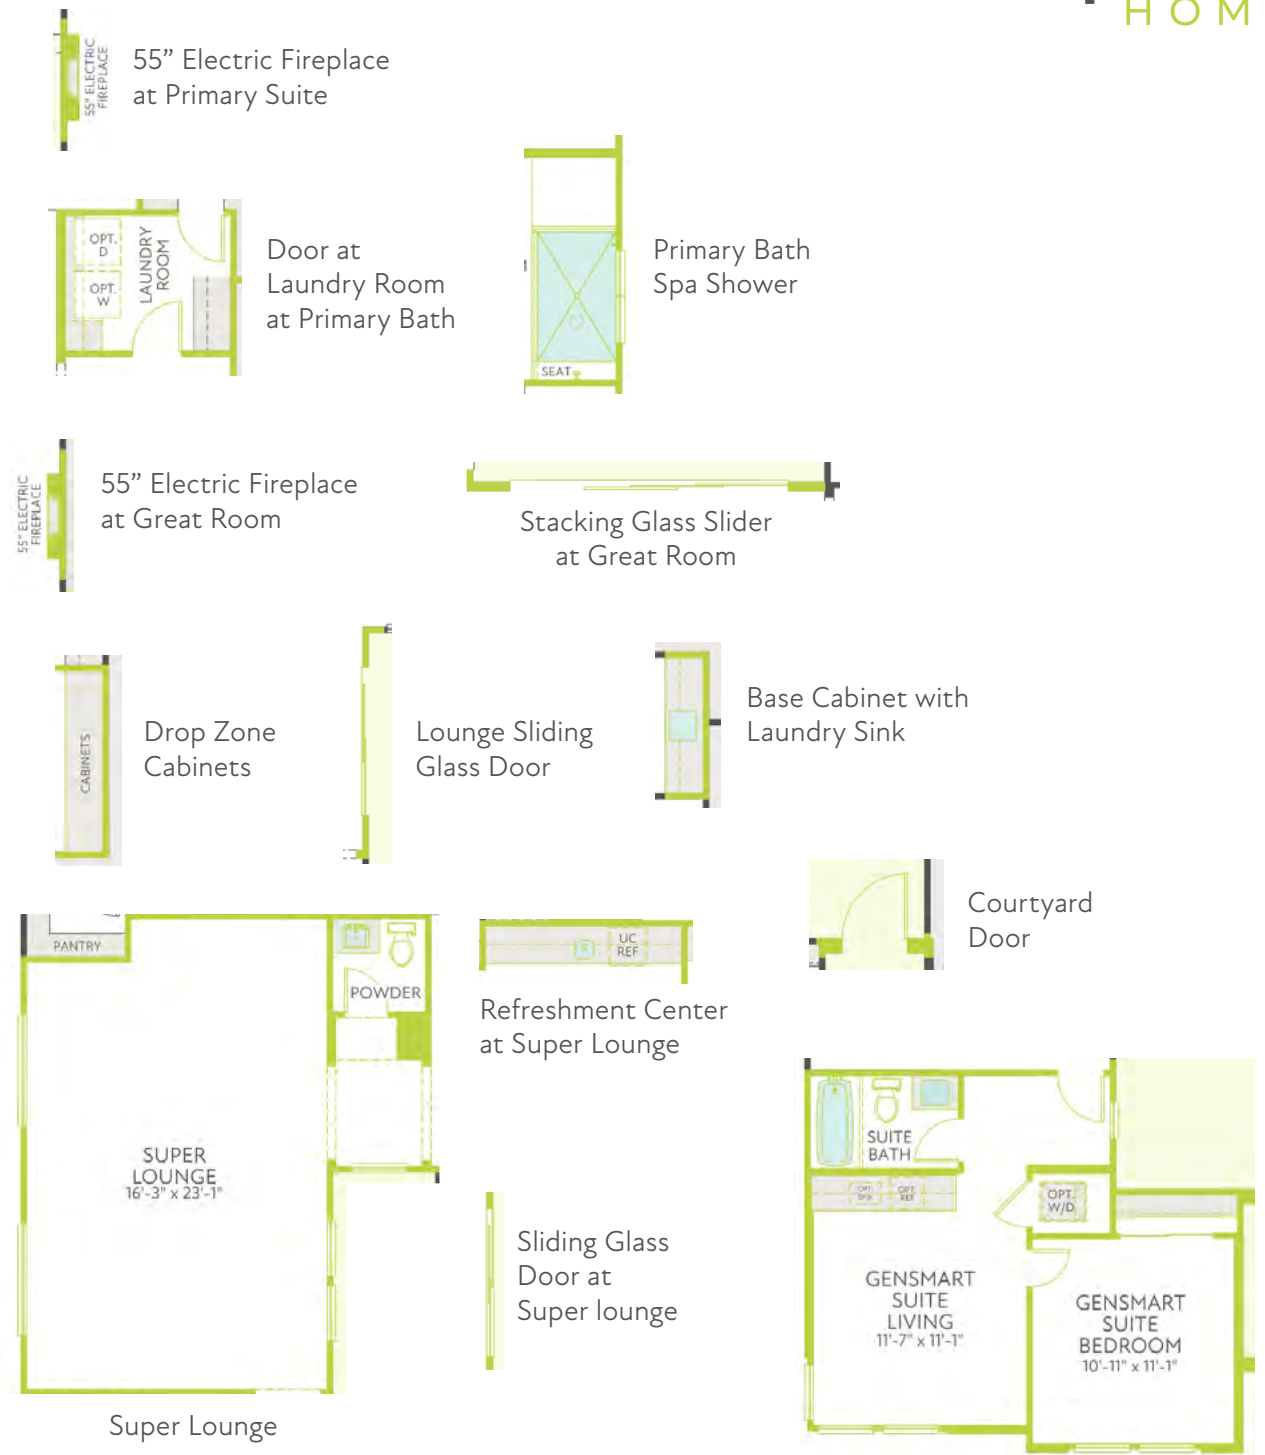 HOM
55" ELECTRIC
FIREPLACE
55” Electric Fireplace
at Primary Suite
OPT.
D
OPT.
W
LAUNDRY
ROOM
Door at
Laundry Room
at Primary Bath
SEAT
Primary Bath
Spa Shower
55" ELECTRIC
FIREPLACE
55” Electric Fireplace
at Great Room
Stacking Glass Slider
at Great Room
CABINETS
Drop Zone
Cabinets
Lounge Sliding
Glass Door
Base Cabinet with
Laundry Sink
Courtyard
Door
PANTRY
POWDER
SUPER
LOUNGE
16'-3" x 23'-1"
Super Lounge
UC
REF
Refreshment Center
at Super Lounge
Sliding Glass
Door at
Super lounge
SUITE
BATH
OPT.
SNK
OPT.
REF
OPT.
W/D
GENSMART
SUITE
LIVING
11'-7" x 11'-1"
GENSMART
SUITE
BEDROOM
10'-11" x 11'-1"